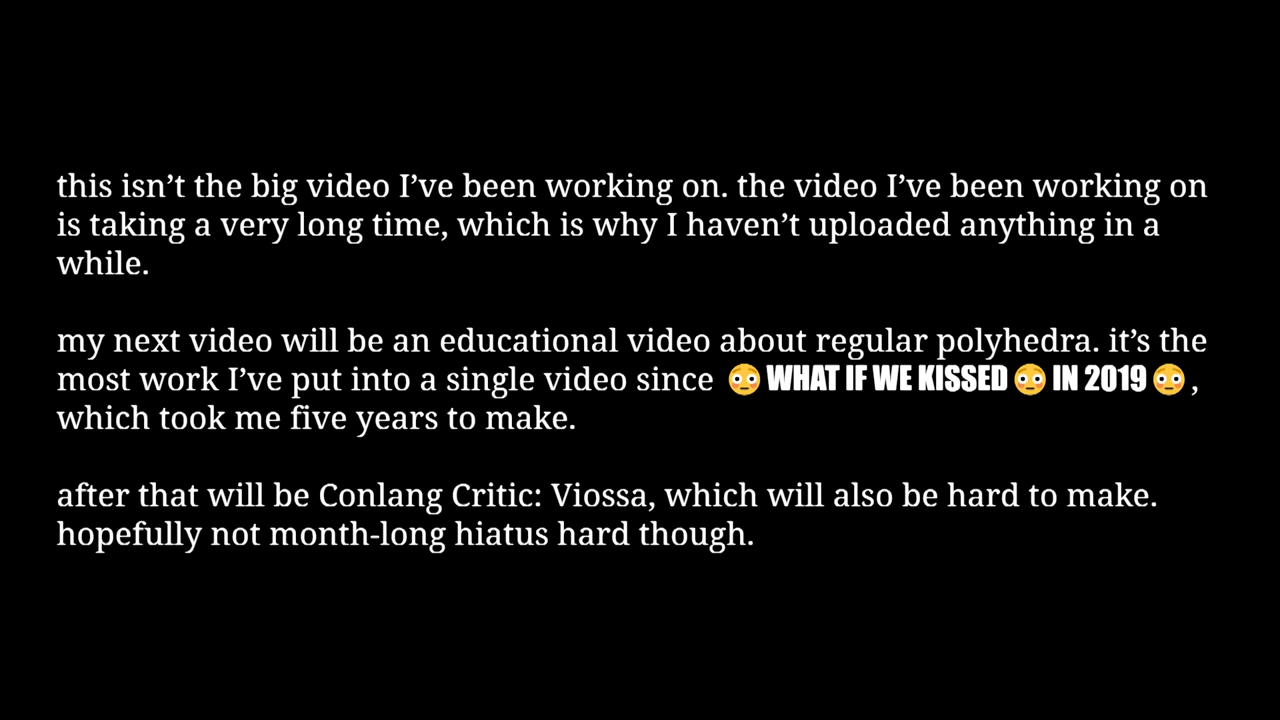 this isn’t the big video I’ve been working on. the video I’ve been working on
is taking a very long time, which is why I haven’t uploaded anything in a
while.
my next video will be an educational video about regular polyhedra. it’s the
most work I’ve put into a single video since 😳WHAT IF WE KISSED😳IN 2019😳,
which took me five years to make.
after that will be Conlang Critic: Viossa, which will also be hard to make.
hopefully not month-long hiatus hard though.